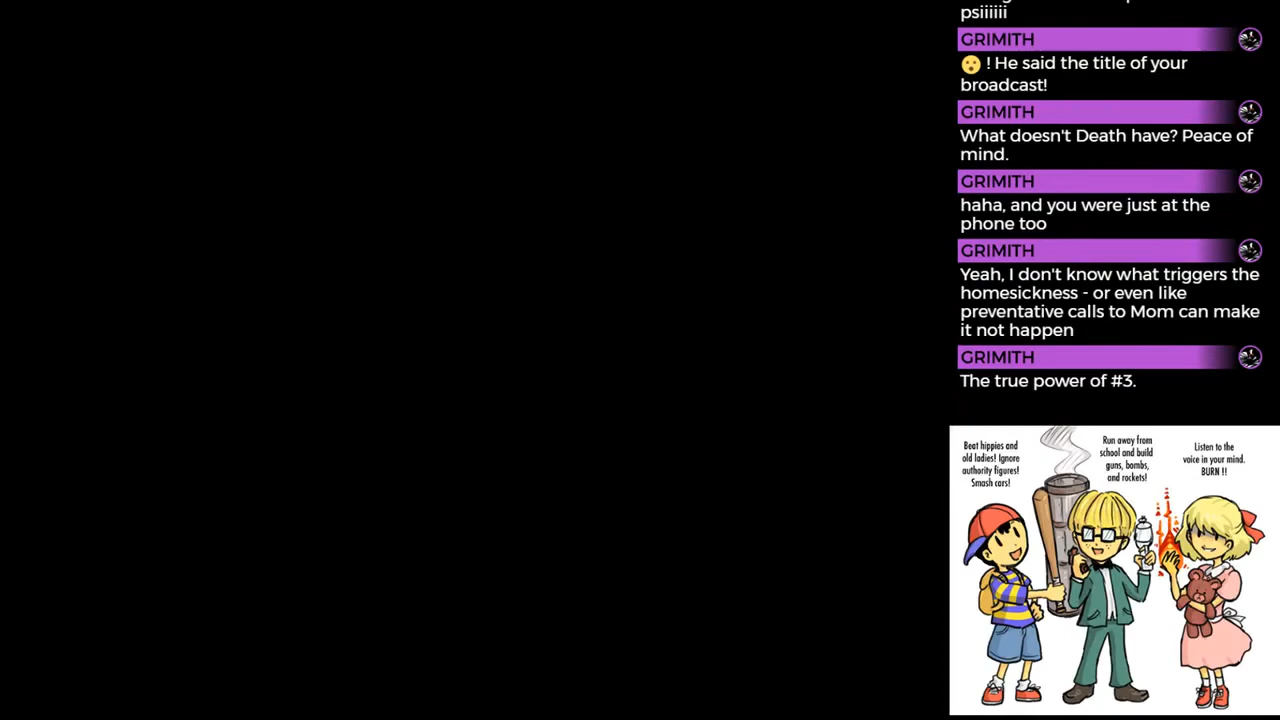 psiiiiii
GRIMITH
😮 ! He said the title of your
broadcast!
GRIMITH
What doesn't Death have? Peace of
mind.
GRIMITH
haha, and you were just at the
phone too
GRIMITH
Yeah, I don't know what triggers the
homesickness - or even like
preventative calls to Mom can make
it not happen
GRIMITH
The true power of #3.
Beat hippies and
old ladies! Ignore
authority figures!
Smash cars!
Run away from
school and build
guns, bombs,
and rockets!
Listen to the
voice in your mind.
BURN !!